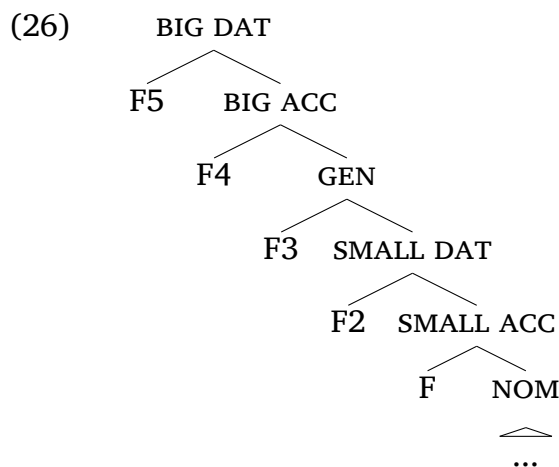 (26) BIG DAT
F5 BIG ACC
F4 GEN
F3 SMALL DAT
F2 SMALL ACC
F NOM
...